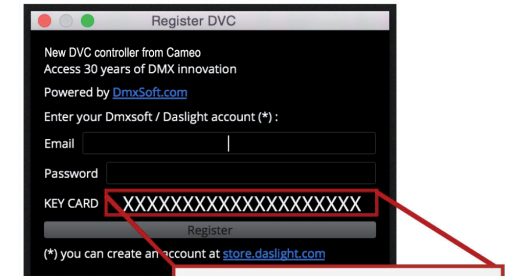 Register DVC
New DVC controller from Cameo
Access 30 years of DMX innovation
Powered by DmxSoft.com
Enter your Dmxsoft / Daslight account (*) :
Email
Password
KEY CARD XXXXXXXXXXXXXXXXXXXX
Register
(*) you can create an account at store.daslight.com